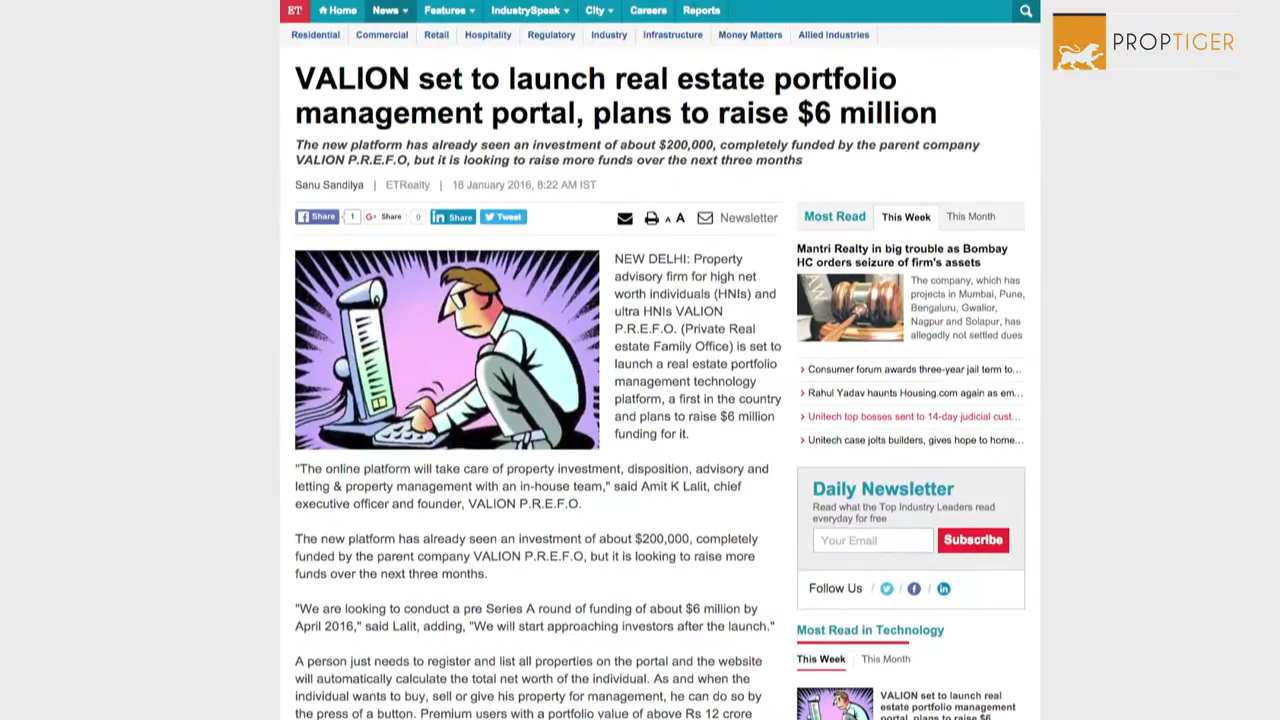 ET Home News Features IndustrySpeak City Careers Reports
PROPTIGER
Residential Commercial Retail Hospitality Regulatory Industry Infrastructure Money Matters Allied Industries
VALION set to launch real estate portfolio
management portal, plans to raise $6 million
The new platform has already seen an investment of about $200,000, completely funded by the parent company
VALION P.R.E.F.O, but it is looking to raise more funds over the next three months
Sanu Sandilya | ETRealty | 18 January 2016, 8:22 AM IST
Share 1 G+ Share 0 in Share Tweet A A Newsletter
NEW DELHI: Property
advisory firm for high net
worth individuals (HNIs) and
ultra HNIs VALION
P.R.E.F.O. (Private Real
estate Family Office) is set to
launch a real estate portfolio
management technology
platform, a first in the country
and plans to raise $6 million
funding for it.
"The online platform will take care of property investment, disposition, advisory and
letting & property management with an in-house team," said Amit K Lalit, chief
executive officer and founder, VALION P.R.E.F.O.
The new platform has already seen an investment of about $200,000, completely
funded by the parent company VALION P.R.E.F.O, but it is looking to raise more
funds over the next three months.
"We are looking to conduct a pre Series A round of funding of about $6 million by
April 2016," said Lalit, adding, "We will start approaching investors after the launch."
A person just needs to register and list all properties on the portal and the website
will automatically calculate the total net worth of the individual. As and when the
individual wants to buy, sell or give his property for management, he can do so by
the press of a button. Premium users with a portfolio value of above Rs 12 crore
Most Read This Week This Month
Mantri Realty in big trouble as Bombay
HC orders seizure of firm's assets
LAW
The company, which has
projects in Mumbai, Pune,
Bengaluru, Gwalior,
Nagpur and Solapur, has
allegedly not settled dues
Consumer forum awards three-year jail term to...
Rahul Yadav haunts Housing.com again as em...
Unitech top bosses sent to 14-day judicial cust...
Unitech case jolts builders, gives hope to home...
Daily Newsletter
Read what the Top Industry Leaders read
everyday for free
Your Email Subscribe
Follow Us / / f / in
Most Read in Technology
This Week This Month
VALION set to launch real
estate portfolio management
portal, plans to raise $6